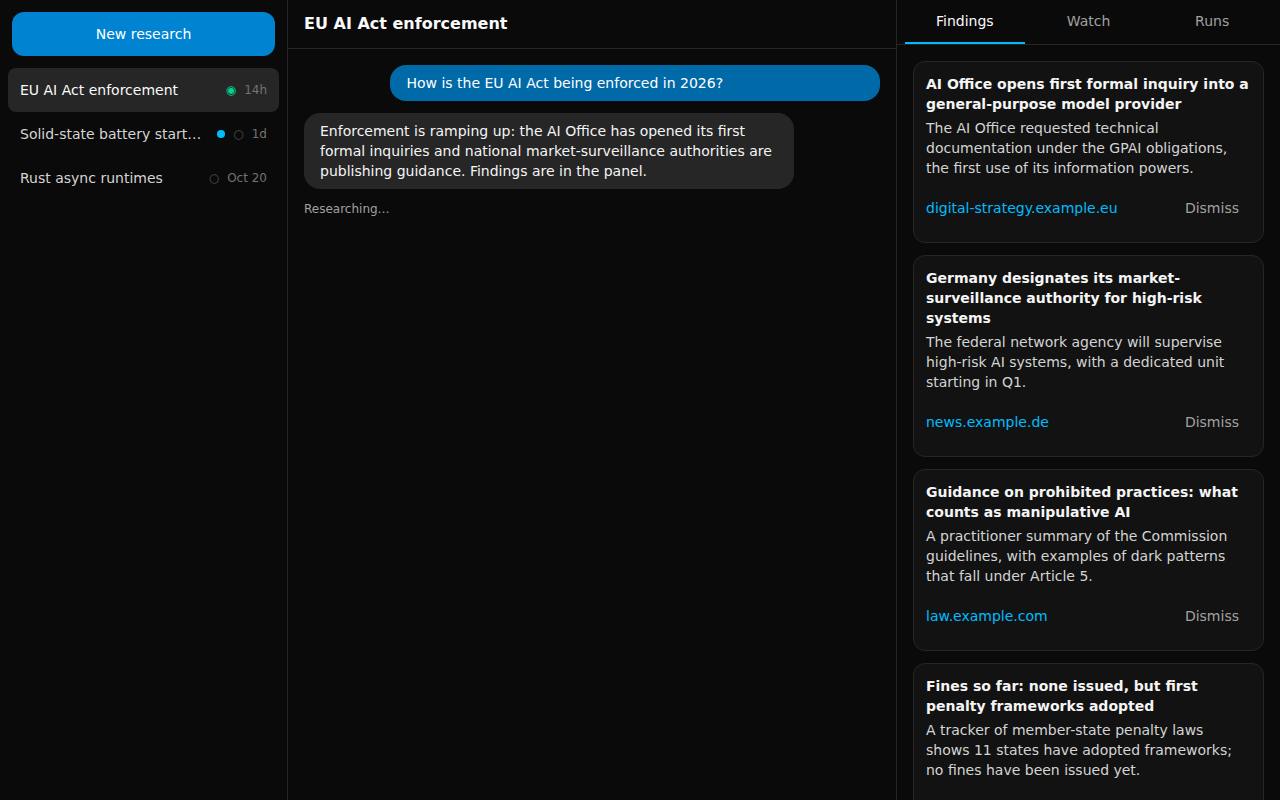 New research
EU AI Act enforcement
14h
Solid-state battery start…
1d
Rust async runtimes
Oct 20
EU AI Act enforcement
How is the EU AI Act being enforced in 2026?
Enforcement is ramping up: the AI Office has opened its first
formal inquiries and national market-surveillance authorities are
publishing guidance. Findings are in the panel.
Researching…
Findings
Watch
Runs
AI Office opens first formal inquiry into a
general-purpose model provider
The AI Office requested technical
documentation under the GPAI obligations,
the first use of its information powers.
digital-strategy.example.eu
Dismiss
Germany designates its market-
surveillance authority for high-risk
systems
The federal network agency will supervise
high-risk AI systems, with a dedicated unit
starting in Q1.
news.example.de
Dismiss
Guidance on prohibited practices: what
counts as manipulative AI
A practitioner summary of the Commission
guidelines, with examples of dark patterns
that fall under Article 5.
law.example.com
Dismiss
Fines so far: none issued, but first
penalty frameworks adopted
A tracker of member-state penalty laws
shows 11 states have adopted frameworks;
no fines have been issued yet.